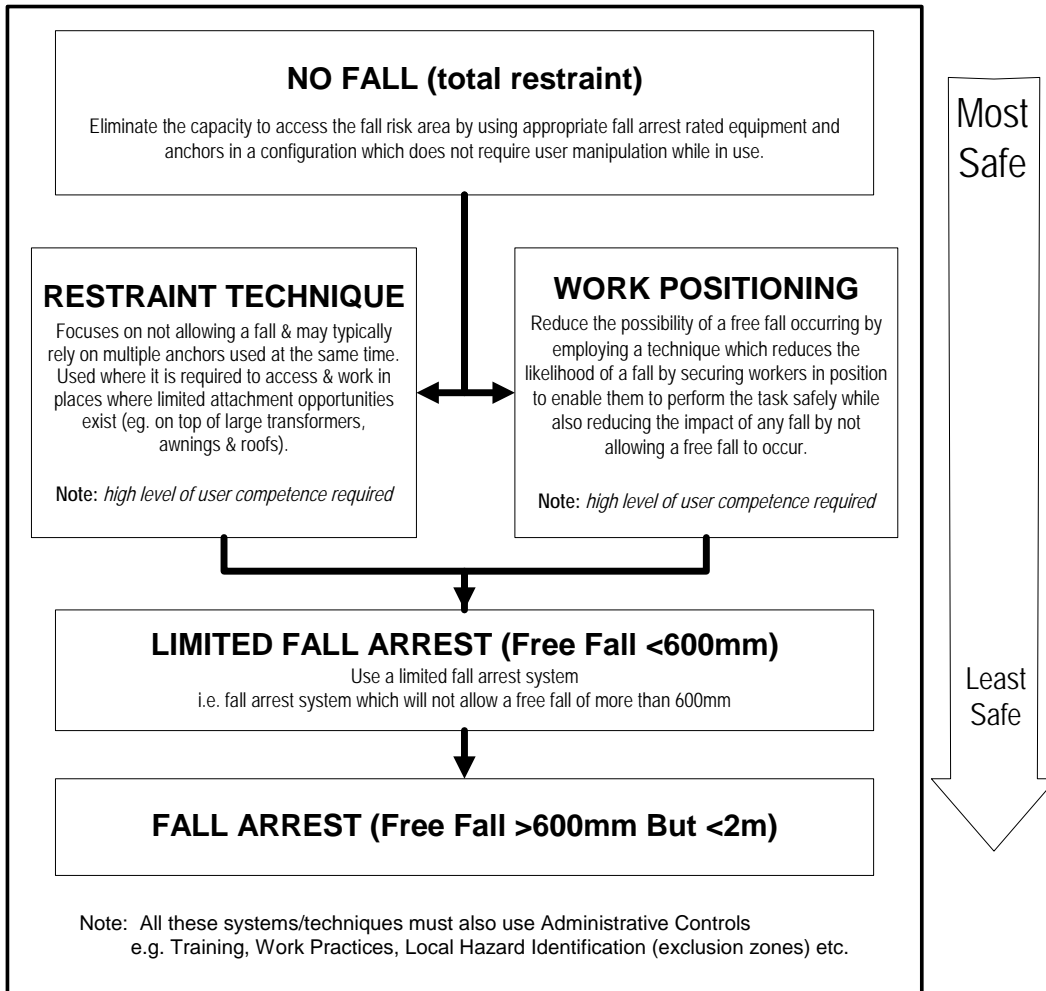 NO FALL (total restraint)
Eliminate the capacity to access the fall risk area by using appropriate fall arrest rated equipment and
anchors in a configuration which does not require user manipulation while in use.
Most
Safe
RESTRAINT TECHNIQUE
Focuses on not allowing a fall & may typically
rely on multiple anchors used at the same time.
Used where it is required to access & work in
places where limited attachment opportunities
exist (eg. on top of large transformers,
awnings & roofs).
Note: high level of user competence required
WORK POSITIONING
Reduce the possibility of a free fall occurring by
employing a technique which reduces the
likelihood of a fall by securing workers in position
to enable them to perform the task safely while
also reducing the impact of any fall by not
allowing a free fall to occur.
Note: high level of user competence required
LIMITED FALL ARREST (Free Fall <600mm)
Use a limited fall arrest system
i.e. fall arrest system which will not allow a free fall of more than 600mm
Least
Safe
FALL ARREST (Free Fall >600mm But <2m)
Note: All these systems/techniques must also use Administrative Controls
e.g. Training, Work Practices, Local Hazard Identification (exclusion zones) etc.